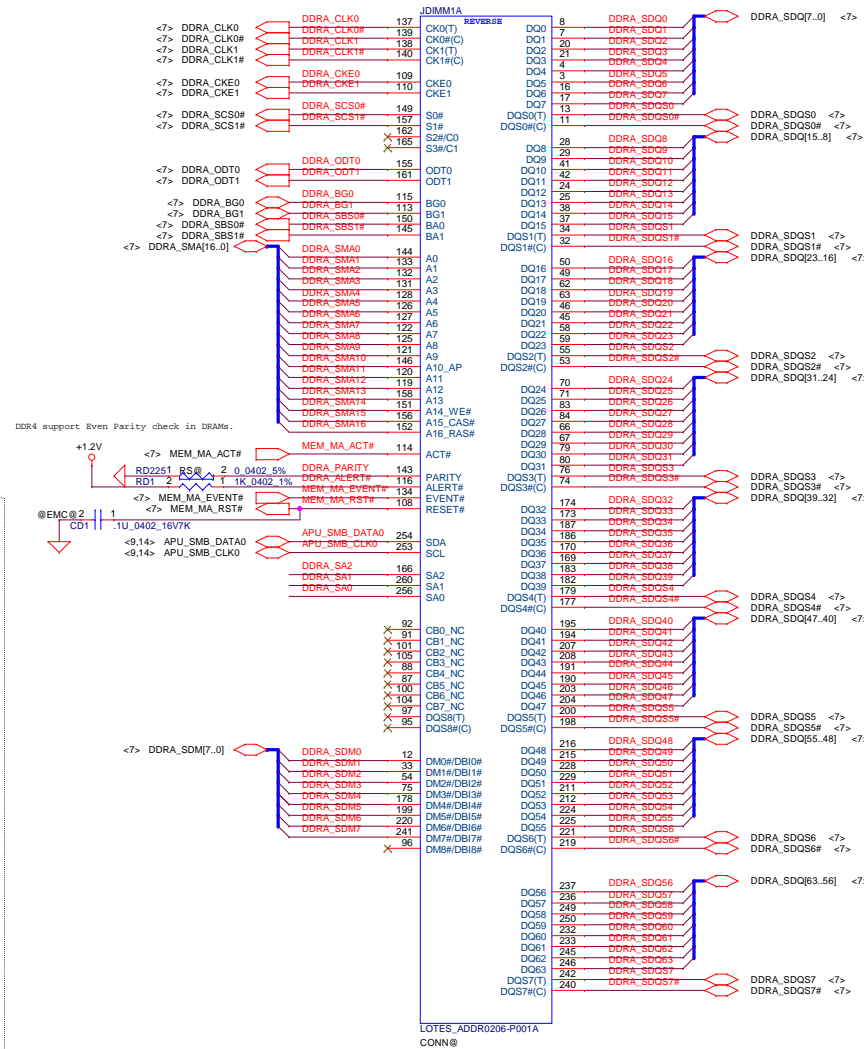 JDIMM1A
REVERSE
<7> DDRA_CLK0 DDRA_CLK0 137 CK0(T)
<7> DDRA_CLK0# DDRA_CLK0# 139 CK0#(C)
<7> DDRA_CLK1 DDRA_CLK1 138 CK1(T)
<7> DDRA_CLK1# DDRA_CLK1# 140 CK1#(C)
<7> DDRA_CKE0 DDRA_CKE0 109 CKE0
<7> DDRA_CKE1 DDRA_CKE1 110 CKE1
<7> DDRA_SCS0# DDRA_SCS0# 149 S0#
<7> DDRA_SCS1# DDRA_SCS1# 157 S1#
162 S2#/C0
165 S3#/C1
<7> DDRA_ODT0 DDRA_ODT0 155 ODT0
<7> DDRA_ODT1 DDRA_ODT1 161 ODT1
<7> DDRA_BG0 DDRA_BG0 115 BG0
<7> DDRA_BG1 DDRA_BG1 113 BG1
<7> DDRA_SBS0# DDRA_SBS0# 150 BA0
<7> DDRA_SBS1# DDRA_SBS1# 145 BA1
<7> DDRA_SMA[16..0]
DDRA_SMA0 144 A0
DDRA_SMA1 133 A1
DDRA_SMA2 132 A2
DDRA_SMA3 131 A3
DDRA_SMA4 128 A4
DDRA_SMA5 126 A5
DDRA_SMA6 127 A6
DDRA_SMA7 122 A7
DDRA_SMA8 125 A8
DDRA_SMA9 121 A9
DDRA_SMA10 146 A10_AP
DDRA_SMA11 120 A11
DDRA_SMA12 119 A12
DDRA_SMA13 158 A13
DDRA_SMA14 151 A14_WE#
DDRA_SMA15 156 A15_CAS#
DDRA_SMA16 152 A16_RAS#
DDR4 support Even Parity check in DRAMs.
+1.2V
<7> MEM_MA_ACT# MEM_MA_ACT# 114 ACT#
RD2251 RS@ 2 0_0402_5% DDRA_PARITY 143 PARITY
RD1 2 1 1K_0402_1% DDRA_ALERT# 116 ALERT#
<7> MEM_MA_EVENT# MEM_MA_EVENT# 134 EVENT#
<7> MEM_MA_RST# MEM_MA_RST# 108 RESET#
@EMC@ 2 1
CD1 .1U_0402_16V7K
<9,14> APU_SMB_DATA0 APU_SMB_DATA0 254 SDA
<9,14> APU_SMB_CLK0 APU_SMB_CLK0 253 SCL
DDRA_SA2 166 SA2
DDRA_SA1 260 SA1
DDRA_SA0 256 SA0
92 CB0_NC
91 CB1_NC
101 CB2_NC
105 CB3_NC
88 CB4_NC
87 CB5_NC
100 CB6_NC
104 CB7_NC
97 DQS8(T)
95 DQS8#(C)
<7> DDRA_SDM[7..0]
DDRA_SDM0 12 DM0#/DBI0#
DDRA_SDM1 33 DM1#/DBI1#
DDRA_SDM2 54 DM2#/DBI2#
DDRA_SDM3 75 DM3#/DBI3#
DDRA_SDM4 178 DM4#/DBI4#
DDRA_SDM5 199 DM5#/DBI5#
DDRA_SDM6 220 DM6#/DBI6#
DDRA_SDM7 241 DM7#/DBI7#
96 DM8#/DBI8#
DQ0 8 DDRA_SDQ0 DDRA_SDQ[7..0] <7>
DQ1 7 DDRA_SDQ1
DQ2 20 DDRA_SDQ2
DQ3 21 DDRA_SDQ3
DQ4 4 DDRA_SDQ4
DQ5 3 DDRA_SDQ5
DQ6 16 DDRA_SDQ6
DQ7 17 DDRA_SDQ7
DQS0(T) 13 DDRA_SDQS0 DDRA_SDQS0 <7>
DQS0#(C) 11 DDRA_SDQS0# DDRA_SDQS0# <7>
DDRA_SDQ[15..8] <7>
DQ8 28 DDRA_SDQ8
DQ9 29 DDRA_SDQ9
DQ10 41 DDRA_SDQ10
DQ11 42 DDRA_SDQ11
DQ12 24 DDRA_SDQ12
DQ13 25 DDRA_SDQ13
DQ14 38 DDRA_SDQ14
DQ15 37 DDRA_SDQ15
DQS1(T) 34 DDRA_SDQS1 DDRA_SDQS1 <7>
DQS1#(C) 32 DDRA_SDQS1# DDRA_SDQS1# <7>
DDRA_SDQ[23..16] <7>
DQ16 50 DDRA_SDQ16
DQ17 49 DDRA_SDQ17
DQ18 62 DDRA_SDQ18
DQ19 63 DDRA_SDQ19
DQ20 46 DDRA_SDQ20
DQ21 45 DDRA_SDQ21
DQ22 58 DDRA_SDQ22
DQ23 59 DDRA_SDQ23
DQS2(T) 55 DDRA_SDQS2 DDRA_SDQS2 <7>
DQS2#(C) 53 DDRA_SDQS2# DDRA_SDQS2# <7>
DDRA_SDQ[31..24] <7>
DQ24 70 DDRA_SDQ24
DQ25 71 DDRA_SDQ25
DQ26 83 DDRA_SDQ26
DQ27 84 DDRA_SDQ27
DQ28 66 DDRA_SDQ28
DQ29 67 DDRA_SDQ29
DQ30 79 DDRA_SDQ30
DQ31 80 DDRA_SDQ31
DQS3(T) 76 DDRA_SDQS3 DDRA_SDQS3 <7>
DQS3#(C) 74 DDRA_SDQS3# DDRA_SDQS3# <7>
DDRA_SDQ[39..32] <7>
DQ32 174 DDRA_SDQ32
DQ33 173 DDRA_SDQ33
DQ34 187 DDRA_SDQ34
DQ35 186 DDRA_SDQ35
DQ36 170 DDRA_SDQ36
DQ37 169 DDRA_SDQ37
DQ38 183 DDRA_SDQ38
DQ39 182 DDRA_SDQ39
DQS4(T) 179 DDRA_SDQS4 DDRA_SDQS4 <7>
DQS4#(C) 177 DDRA_SDQS4# DDRA_SDQS4# <7>
DDRA_SDQ[47..40] <7>
DQ40 195 DDRA_SDQ40
DQ41 194 DDRA_SDQ41
DQ42 207 DDRA_SDQ42
DQ43 208 DDRA_SDQ43
DQ44 191 DDRA_SDQ44
DQ45 190 DDRA_SDQ45
DQ46 203 DDRA_SDQ46
DQ47 204 DDRA_SDQ47
DQS5(T) 200 DDRA_SDQS5 DDRA_SDQS5 <7>
DQS5#(C) 198 DDRA_SDQS5# DDRA_SDQS5# <7>
DDRA_SDQ[55..48] <7>
DQ48 216 DDRA_SDQ48
DQ49 215 DDRA_SDQ49
DQ50 228 DDRA_SDQ50
DQ51 229 DDRA_SDQ51
DQ52 211 DDRA_SDQ52
DQ53 212 DDRA_SDQ53
DQ54 224 DDRA_SDQ54
DQ55 225 DDRA_SDQ55
DQS6(T) 221 DDRA_SDQS6 DDRA_SDQS6 <7>
DQS6#(C) 219 DDRA_SDQS6# DDRA_SDQS6# <7>
DDRA_SDQ[63..56] <7>
DQ56 237 DDRA_SDQ56
DQ57 236 DDRA_SDQ57
DQ58 249 DDRA_SDQ58
DQ59 250 DDRA_SDQ59
DQ60 232 DDRA_SDQ60
DQ61 233 DDRA_SDQ61
DQ62 245 DDRA_SDQ62
DQ63 246 DDRA_SDQ63
DQS7(T) 242 DDRA_SDQS7 DDRA_SDQS7 <7>
DQS7#(C) 240 DDRA_SDQS7# DDRA_SDQS7# <7>
LOTES_ADDR0206-P001A
CONN@